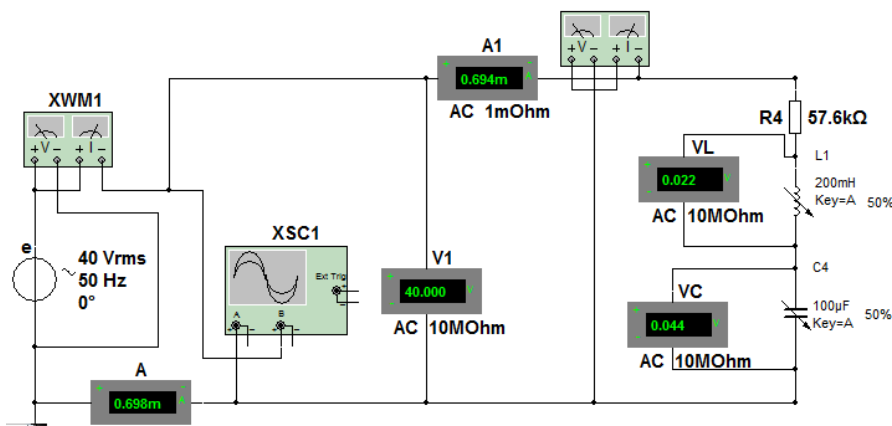 A1
+ -
0.694m A
AC 1mOhm
+ V - + I -
XWM1
+ V - + I -
R4 57.6kΩ
VL
+
0.022 V
-
AC 10MOhm
L1
200mH
Key=A 50%
e
40 Vrms
50 Hz
0°
XSC1
Ext Trig
+
-
A B
+ - + -
V1
+
40.000 V
-
AC 10MOhm
C4
VC
+
0.044 V
-
AC 10MOhm
100µF
Key=A 50%
A
+ -
0.698m A